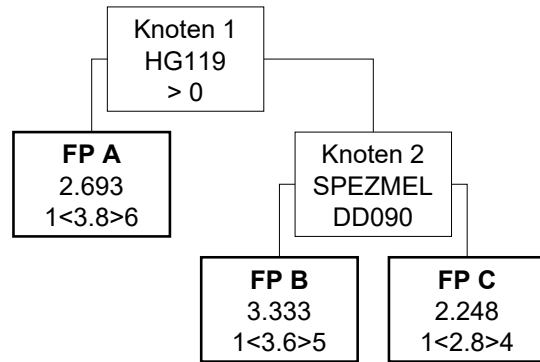 Knoten 1
HG119
> 0
FP A
2.693
1<3.8>6
Knoten 2
SPEZMEL
DD090
FP B
3.333
1<3.6>5
FP C
2.248
1<2.8>4